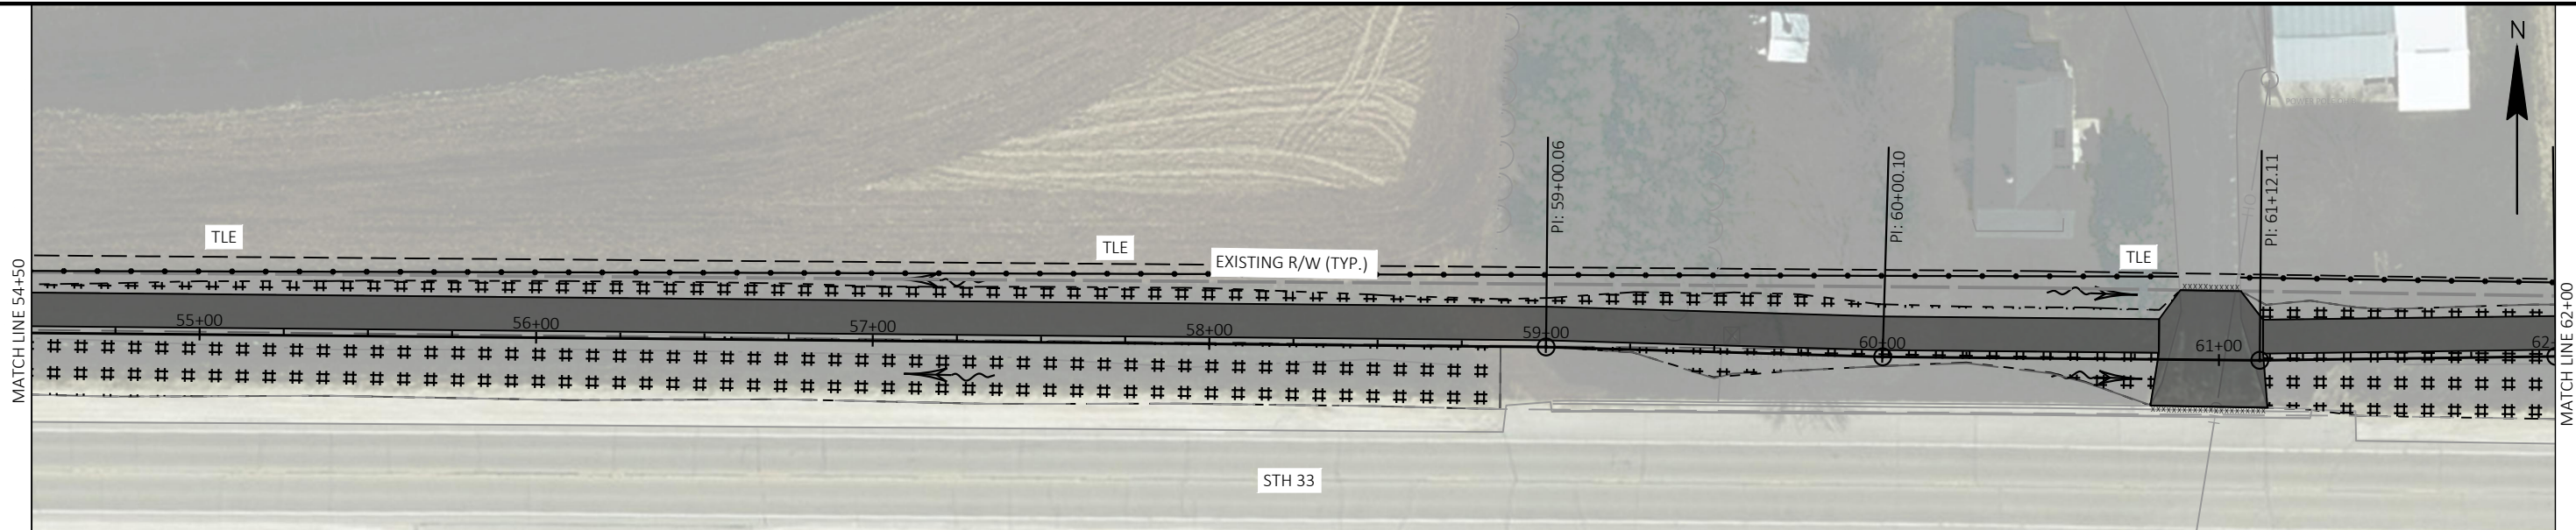 N
PI: 59+00.06
PI: 60+00.10
PI: 61+12.11
TLE
TLE
EXISTING R/W (TYP.)
TLE
MATCH LINE 54+50
MATCH LINE 62+00
55+00
56+00
57+00
58+00
59+00
60+00
61+00
62
STH 33